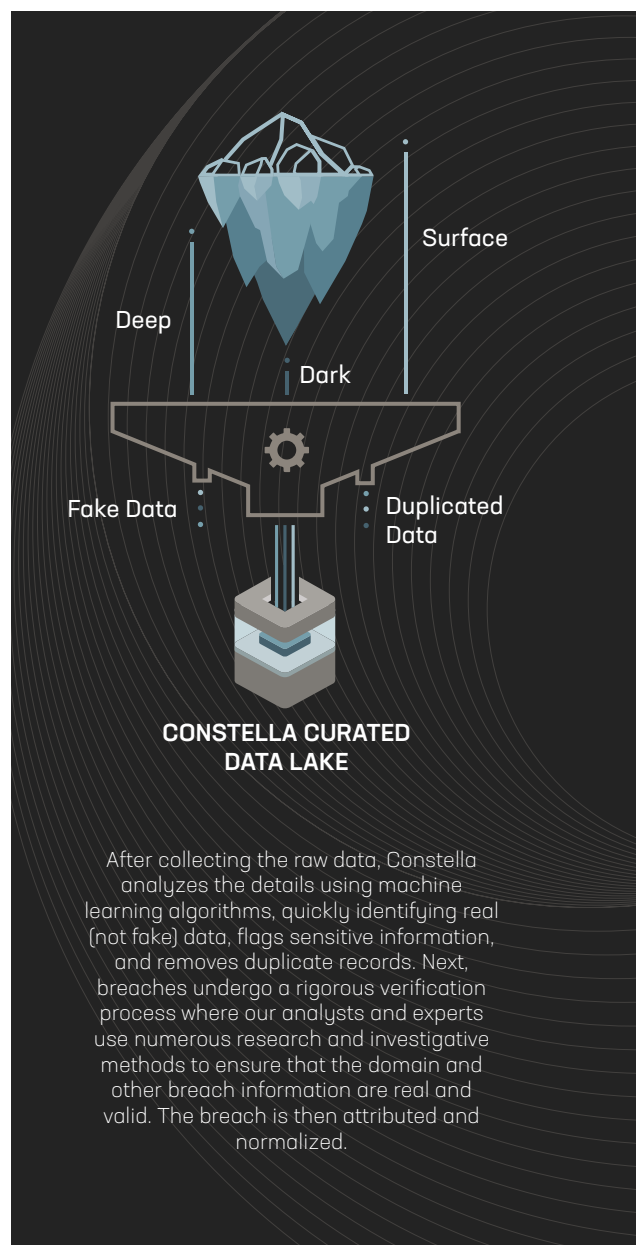 Surface
Deep
Dark
Fake Data
Duplicated
Data
CONSTELLA CURATED
DATA LAKE
After collecting the raw data, Constella
analyzes the details using machine
learning algorithms, quickly identifying real
(not fake) data, flags sensitive information,
and removes duplicate records. Next,
breaches undergo a rigorous verification
process where our analysts and experts
use numerous research and investigative
methods to ensure that the domain and
other breach information are real and
valid. The breach is then attributed and
normalized.